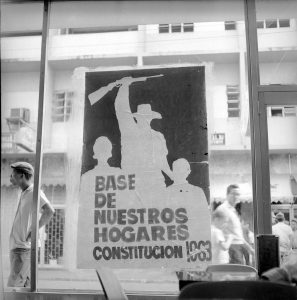 BASE
DE
NUESTROS
HOGARES
CONSTITUCION 1963